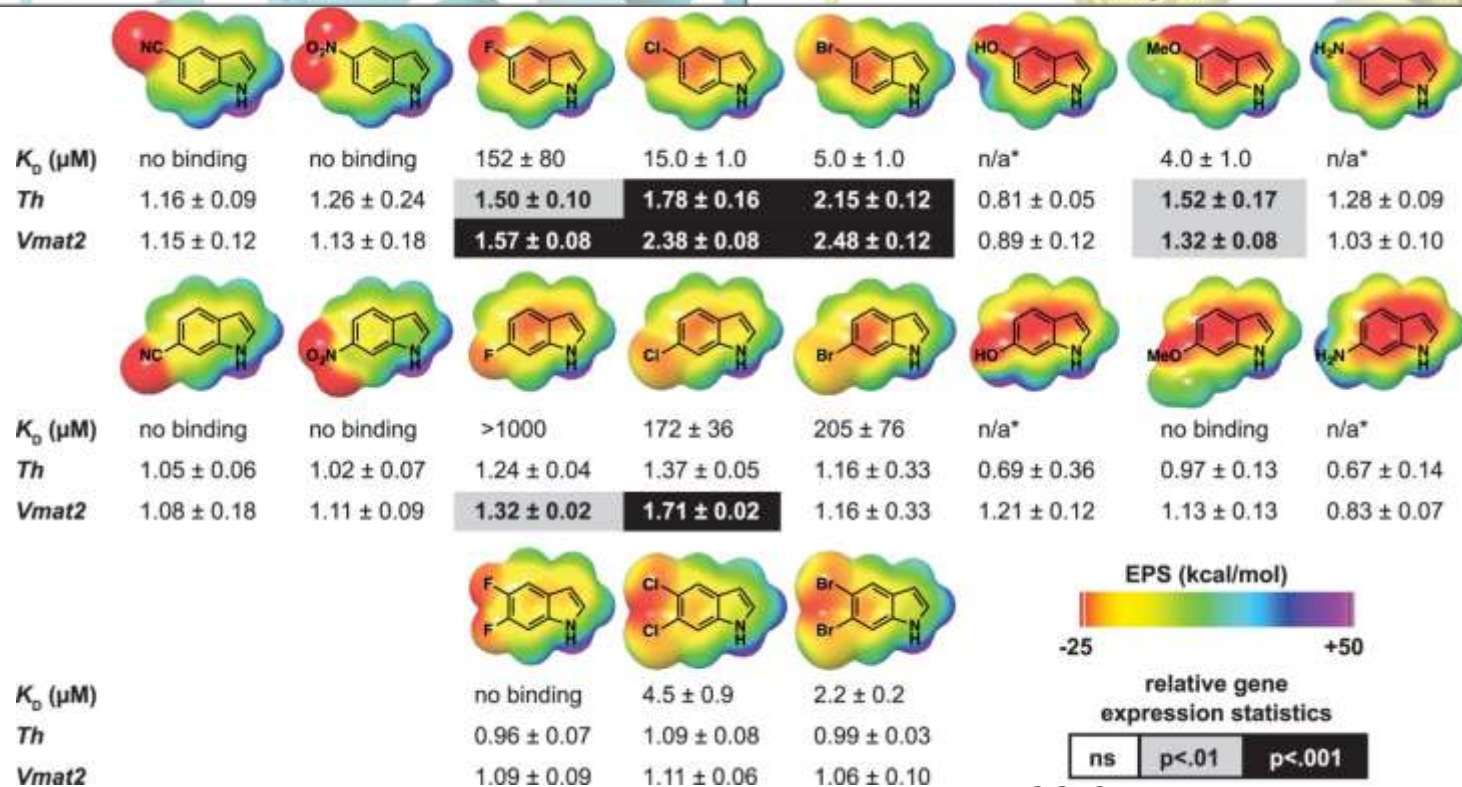 NC O₂N F Cl Br HO MeO H₂N
N H N H N H N H N H N H N H N H
K_D (μM) no binding no binding 152 ± 80 15.0 ± 1.0 5.0 ± 1.0 n/a* 4.0 ± 1.0 n/a*
Th 1.16 ± 0.09 1.26 ± 0.24 1.50 ± 0.10 1.78 ± 0.16 2.15 ± 0.12 0.81 ± 0.05 1.52 ± 0.17 1.28 ± 0.09
Vmat2 1.15 ± 0.12 1.13 ± 0.18 1.57 ± 0.08 2.38 ± 0.08 2.48 ± 0.12 0.89 ± 0.12 1.32 ± 0.08 1.03 ± 0.10
NC O₂N F Cl Br HO MeO H₂N
N H N H N H N H N H N H N H N H
K_D (μM) no binding no binding >1000 172 ± 36 205 ± 76 n/a* no binding n/a*
Th 1.05 ± 0.06 1.02 ± 0.07 1.24 ± 0.04 1.37 ± 0.05 1.16 ± 0.33 0.69 ± 0.36 0.97 ± 0.13 0.67 ± 0.14
Vmat2 1.08 ± 0.18 1.11 ± 0.09 1.32 ± 0.02 1.71 ± 0.02 1.16 ± 0.33 1.21 ± 0.12 1.13 ± 0.13 0.83 ± 0.07
F Cl Br
F Cl Br
N H N H N H
K_D (μM) no binding 4.5 ± 0.9 2.2 ± 0.2
Th 0.96 ± 0.07 1.09 ± 0.08 0.99 ± 0.03
Vmat2 1.09 ± 0.09 1.11 ± 0.06 1.06 ± 0.10
EPS (kcal/mol)
-25 +50
relative gene
expression statistics
ns p<.01 p<.001